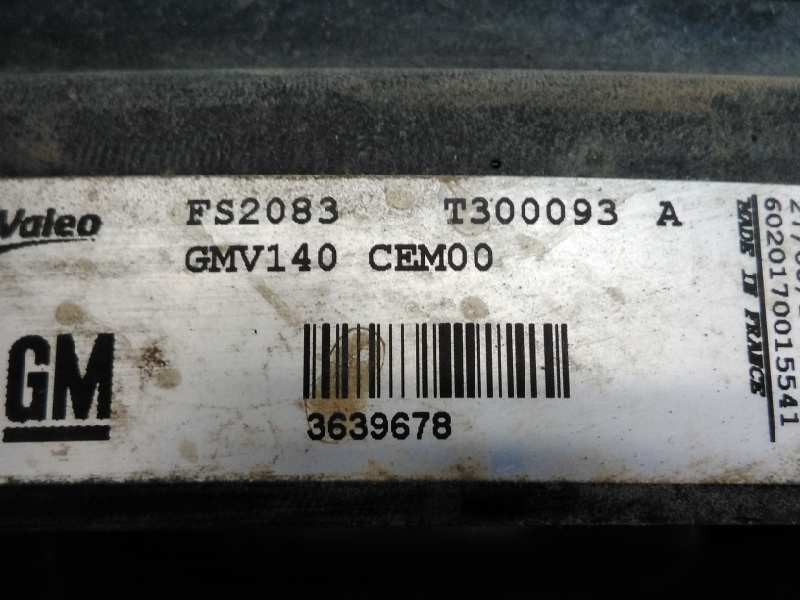 Valeo FS2083 T300093 A
GMV140 CEM00
GM
3639678
6020170015541
MADE IN FRANCE